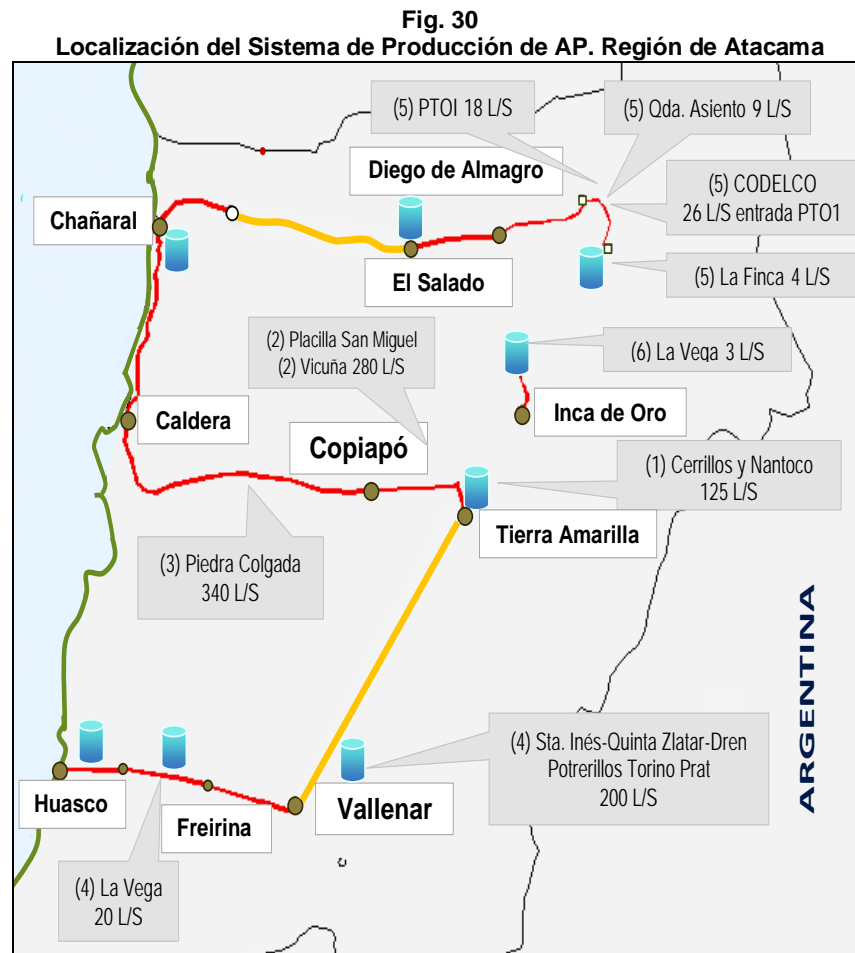 Fig. 30
Localización del Sistema de Producción de AP. Región de Atacama
(5) PTOI 18 L/S
(5) Qda. Asiento 9 L/S
Diego de Almagro
(5) CODELCO
26 L/S entrada PTO1
Chañaral
El Salado
(5) La Finca 4 L/S
(2) Placilla San Miguel
(2) Vicuña 280 L/S
(6) La Vega 3 L/S
Caldera
Inca de Oro
Copiapó
(1) Cerrillos y Nantoco
125 L/S
Tierra Amarilla
(3) Piedra Colgada
340 L/S
ARGENTINA
(4) Sta. Inés-Quinta Zlatar-Dren
Potrerillos Torino Prat
200 L/S
Huasco
Freirina
Vallenar
(4) La Vega
20 L/S